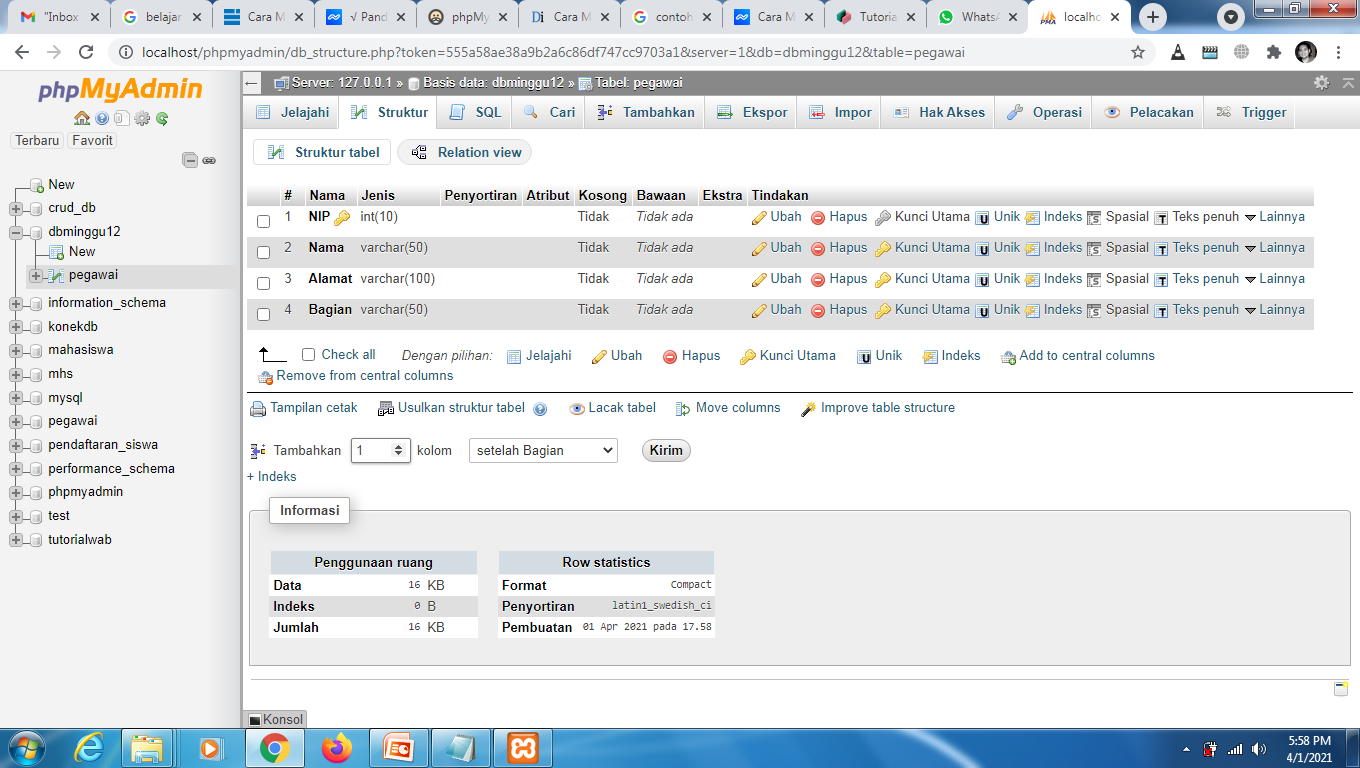 "Inbox
belajar
Cara M
√ Pand
phpMy
Cara M
contoh
Cara M
Tutoria
WhatsA
localho
localhost/phpmyadmin/db_structure.php?token=555a58ae38a9b2a6c86df747cc9703a1&server=1&db=dbminggu12&table=pegawai
phpMyAdmin
Terbaru Favorit
New
crud_db
dbminggu12
New
pegawai
information_schema
konekdb
mahasiswa
mhs
mysql
pegawai
pendaftaran_siswa
performance_schema
phpmyadmin
test
tutorialwab
Server: 127.0.0.1 » Basis data: dbminggu12 » Tabel: pegawai
Jelajahi Struktur SQL Cari Tambahkan Ekspor Impor Hak Akses Operasi Pelacakan Trigger
Struktur tabel Relation view
# Nama Jenis Penyortiran Atribut Kosong Bawaan Ekstra Tindakan
1 NIP int(10) Tidak Tidak ada Ubah Hapus Kunci Utama Unik Indeks Spasial Teks penuh Lainnya
2 Nama varchar(50) Tidak Tidak ada Ubah Hapus Kunci Utama Unik Indeks Spasial Teks penuh Lainnya
3 Alamat varchar(100) Tidak Tidak ada Ubah Hapus Kunci Utama Unik Indeks Spasial Teks penuh Lainnya
4 Bagian varchar(50) Tidak Tidak ada Ubah Hapus Kunci Utama Unik Indeks Spasial Teks penuh Lainnya
Check all Dengan pilihan: Jelajahi Ubah Hapus Kunci Utama Unik Indeks Add to central columns
Remove from central columns
Tampilan cetak Usulkan struktur tabel Lacak tabel Move columns Improve table structure
Tambahkan 1 kolom setelah Bagian Kirim
+ Indeks
Informasi
Penggunaan ruang
Data 16 KB
Indeks 0 B
Jumlah 16 KB
Row statistics
Format Compact
Penyortiran latin1_swedish_ci
Pembuatan 01 Apr 2021 pada 17.58
Konsol
5:58 PM
4/1/2021